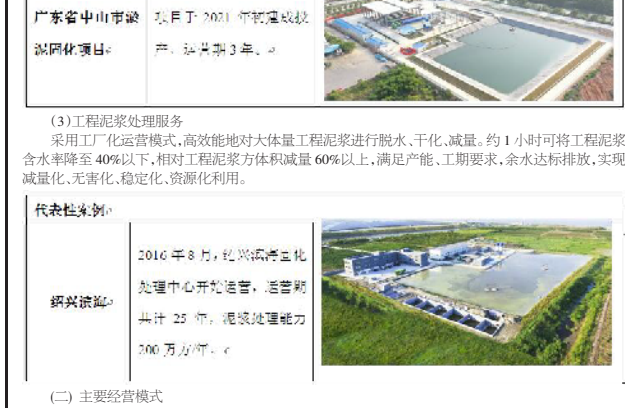 广东省中山市淤
项目于 2021 年初建成投
泥固化项目
产，运营期 3 年。
(3)工程泥浆处理服务
采用工厂化运营模式,高效能地对大体量工程泥浆进行脱水、干化、减量。约 1 小时可将工程泥浆
含水率降至 40%以下,相对工程泥浆方体积减量 60%以上,满足产能、工期要求,余水达标排放,实现
减量化、无害化、稳定化、资源化利用。
代表性案例
2016 年 8 月，绍兴滨海固化
处理中心开始运营，运营期
绍兴滨海
共计 25 年，泥浆处理能力
200 万方/年。
(二) 主要经营模式